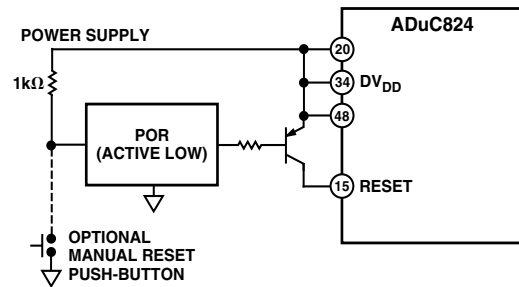 ADuC824
POWER SUPPLY
20
1kΩ
34
DVDD
48
POR
(ACTIVE LOW)
15
RESET
OPTIONAL
MANUAL RESET
PUSH-BUTTON